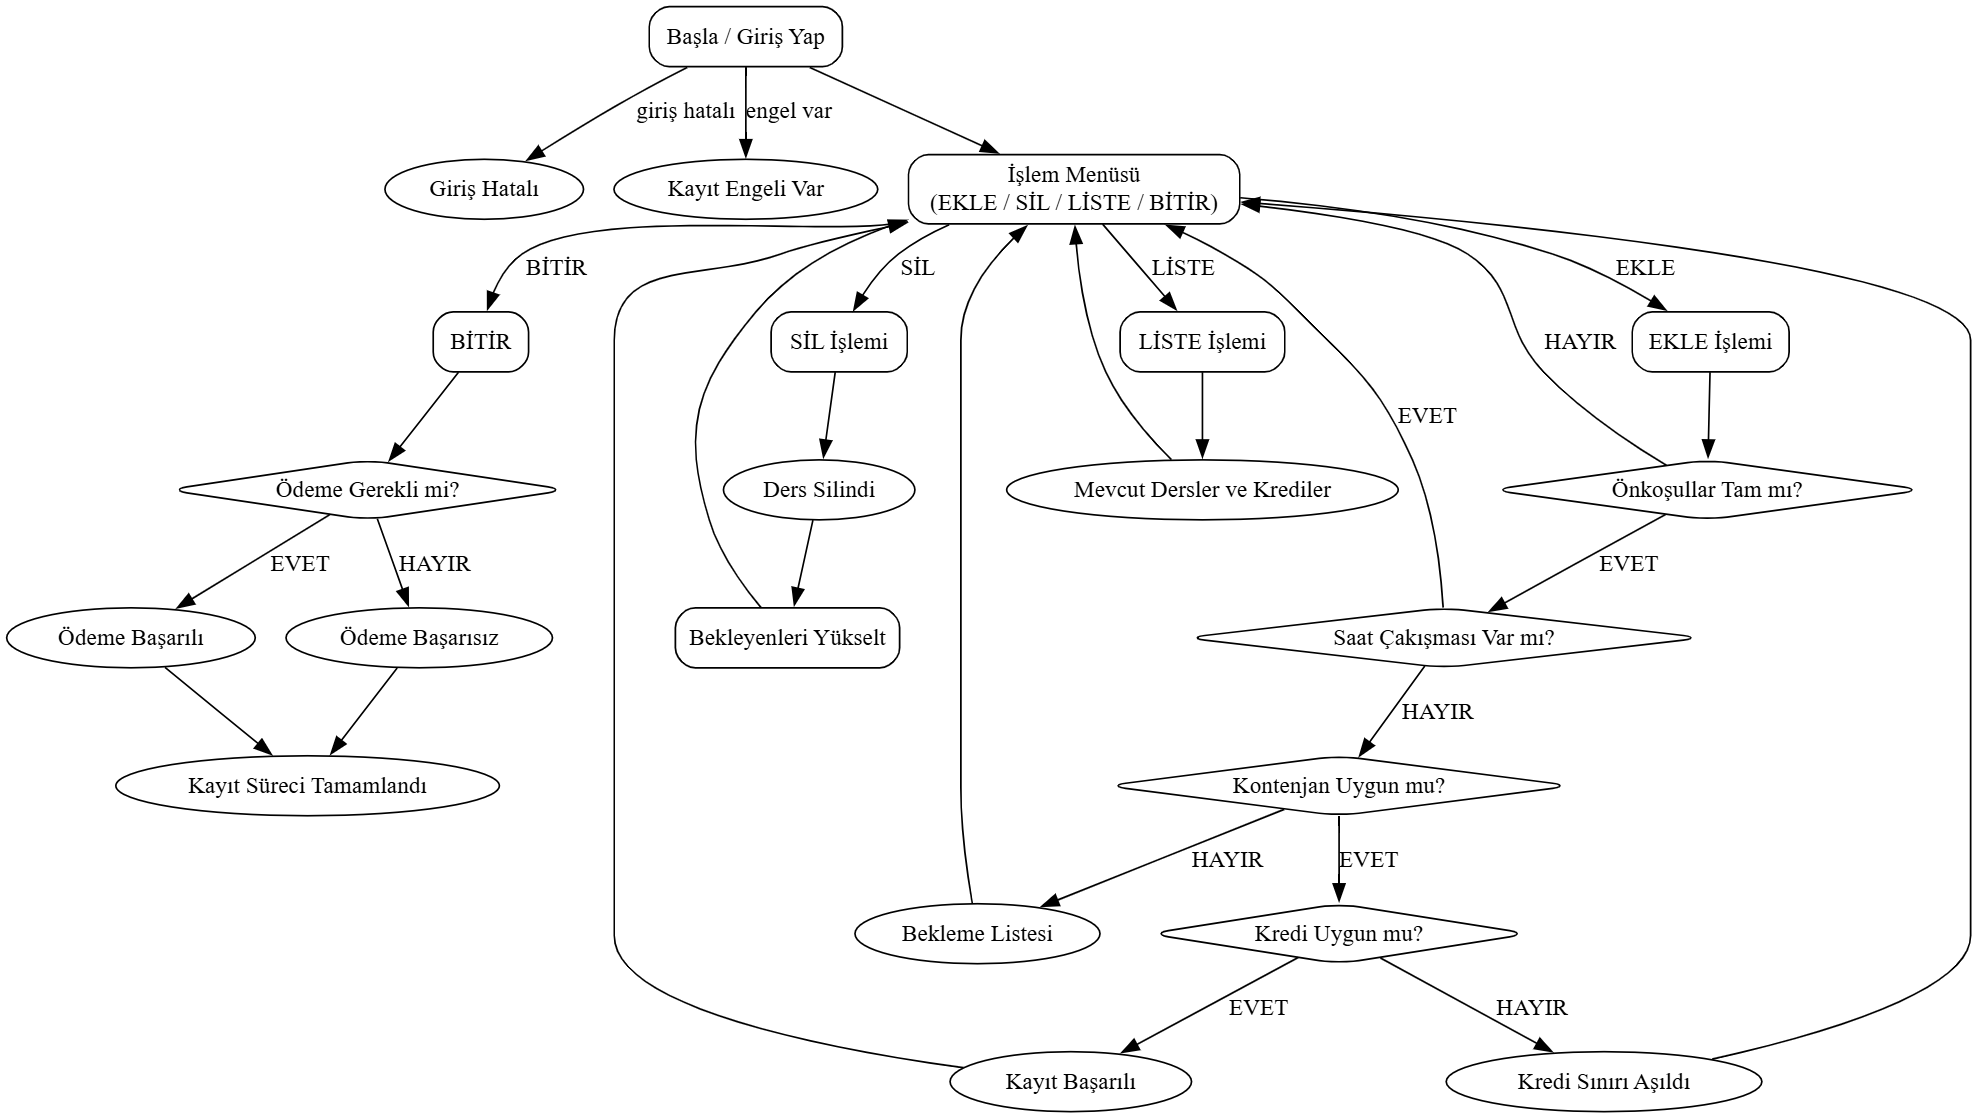 Başla / Giriş Yap
giriş hatalı
engel var
Giriş Hatalı
Kayıt Engeli Var
İşlem Menüsü
(EKLE / SİL / LİSTE / BİTİR)
BİTİR
SİL
LİSTE
EKLE
BİTİR
SİL İşlemi
LİSTE İşlemi
HAYIR
EKLE İşlemi
EVET
Ödeme Gerekli mi?
Ders Silindi
Mevcut Dersler ve Krediler
Önkoşullar Tam mı?
EVET
HAYIR
EVET
Ödeme Başarılı
Ödeme Başarısız
Bekleyenleri Yükselt
Saat Çakışması Var mı?
HAYIR
Kayıt Süreci Tamamlandı
Kontenjan Uygun mu?
HAYIR
EVET
Bekleme Listesi
Kredi Uygun mu?
EVET
HAYIR
Kayıt Başarılı
Kredi Sınırı Aşıldı